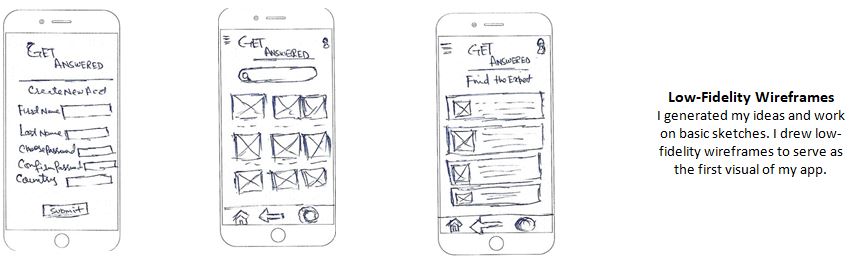 GET
ANSWERED
Create New Acct
First Name
Last Name
Choose Password
Confirm Password
Country
Submit
GET
ANSWERED
GET
ANSWERED
Find the Expert
Low-Fidelity Wireframes
I generated my ideas and work
on basic sketches. I drew low-
fidelity wireframes to serve as
the first visual of my app.